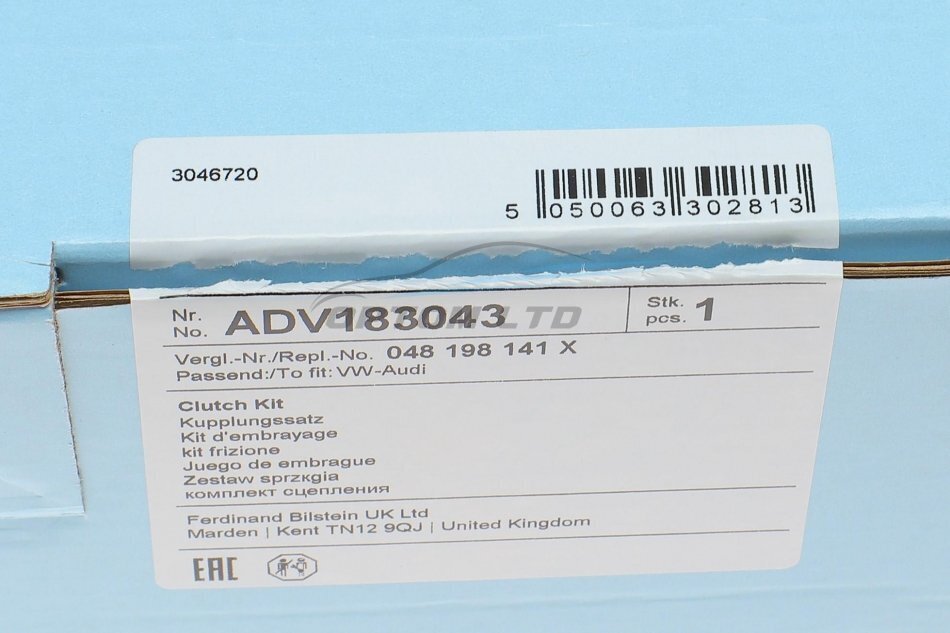 3046720
5 050063 302813
Nr.
No. ADV183043
Stk.
pcs. 1
Vergl.-Nr./Repl.-No. 048 198 141 X
Passend:/To fit: VW-Audi
Clutch Kit
Kupplungssatz
Kit d'embrayage
kit frizione
Juego de embrague
Zestaw sprzкgіa
комплект сцепления
Ferdinand Bilstein UK Ltd
Marden | Kent TN12 9QJ | United Kingdom
EAC